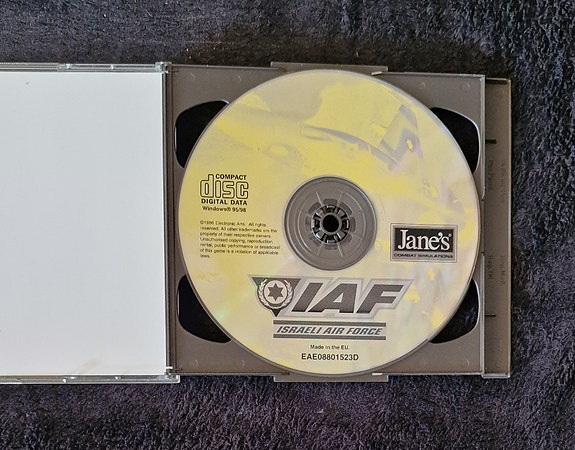 COMPACT
disc
DIGITAL DATA
Windows® 95/98
©1998 Electronic Arts. All rights
reserved. All other trademarks are the
property of their respective owners.
Unauthorised copying, reproduction,
rental, public performance or broadcast
of this game is a violation of applicable
laws.
Jane's®
COMBAT SIMULATIONS
IAF
ISRAELI AIR FORCE
Made in the EU.
EAE08801523D